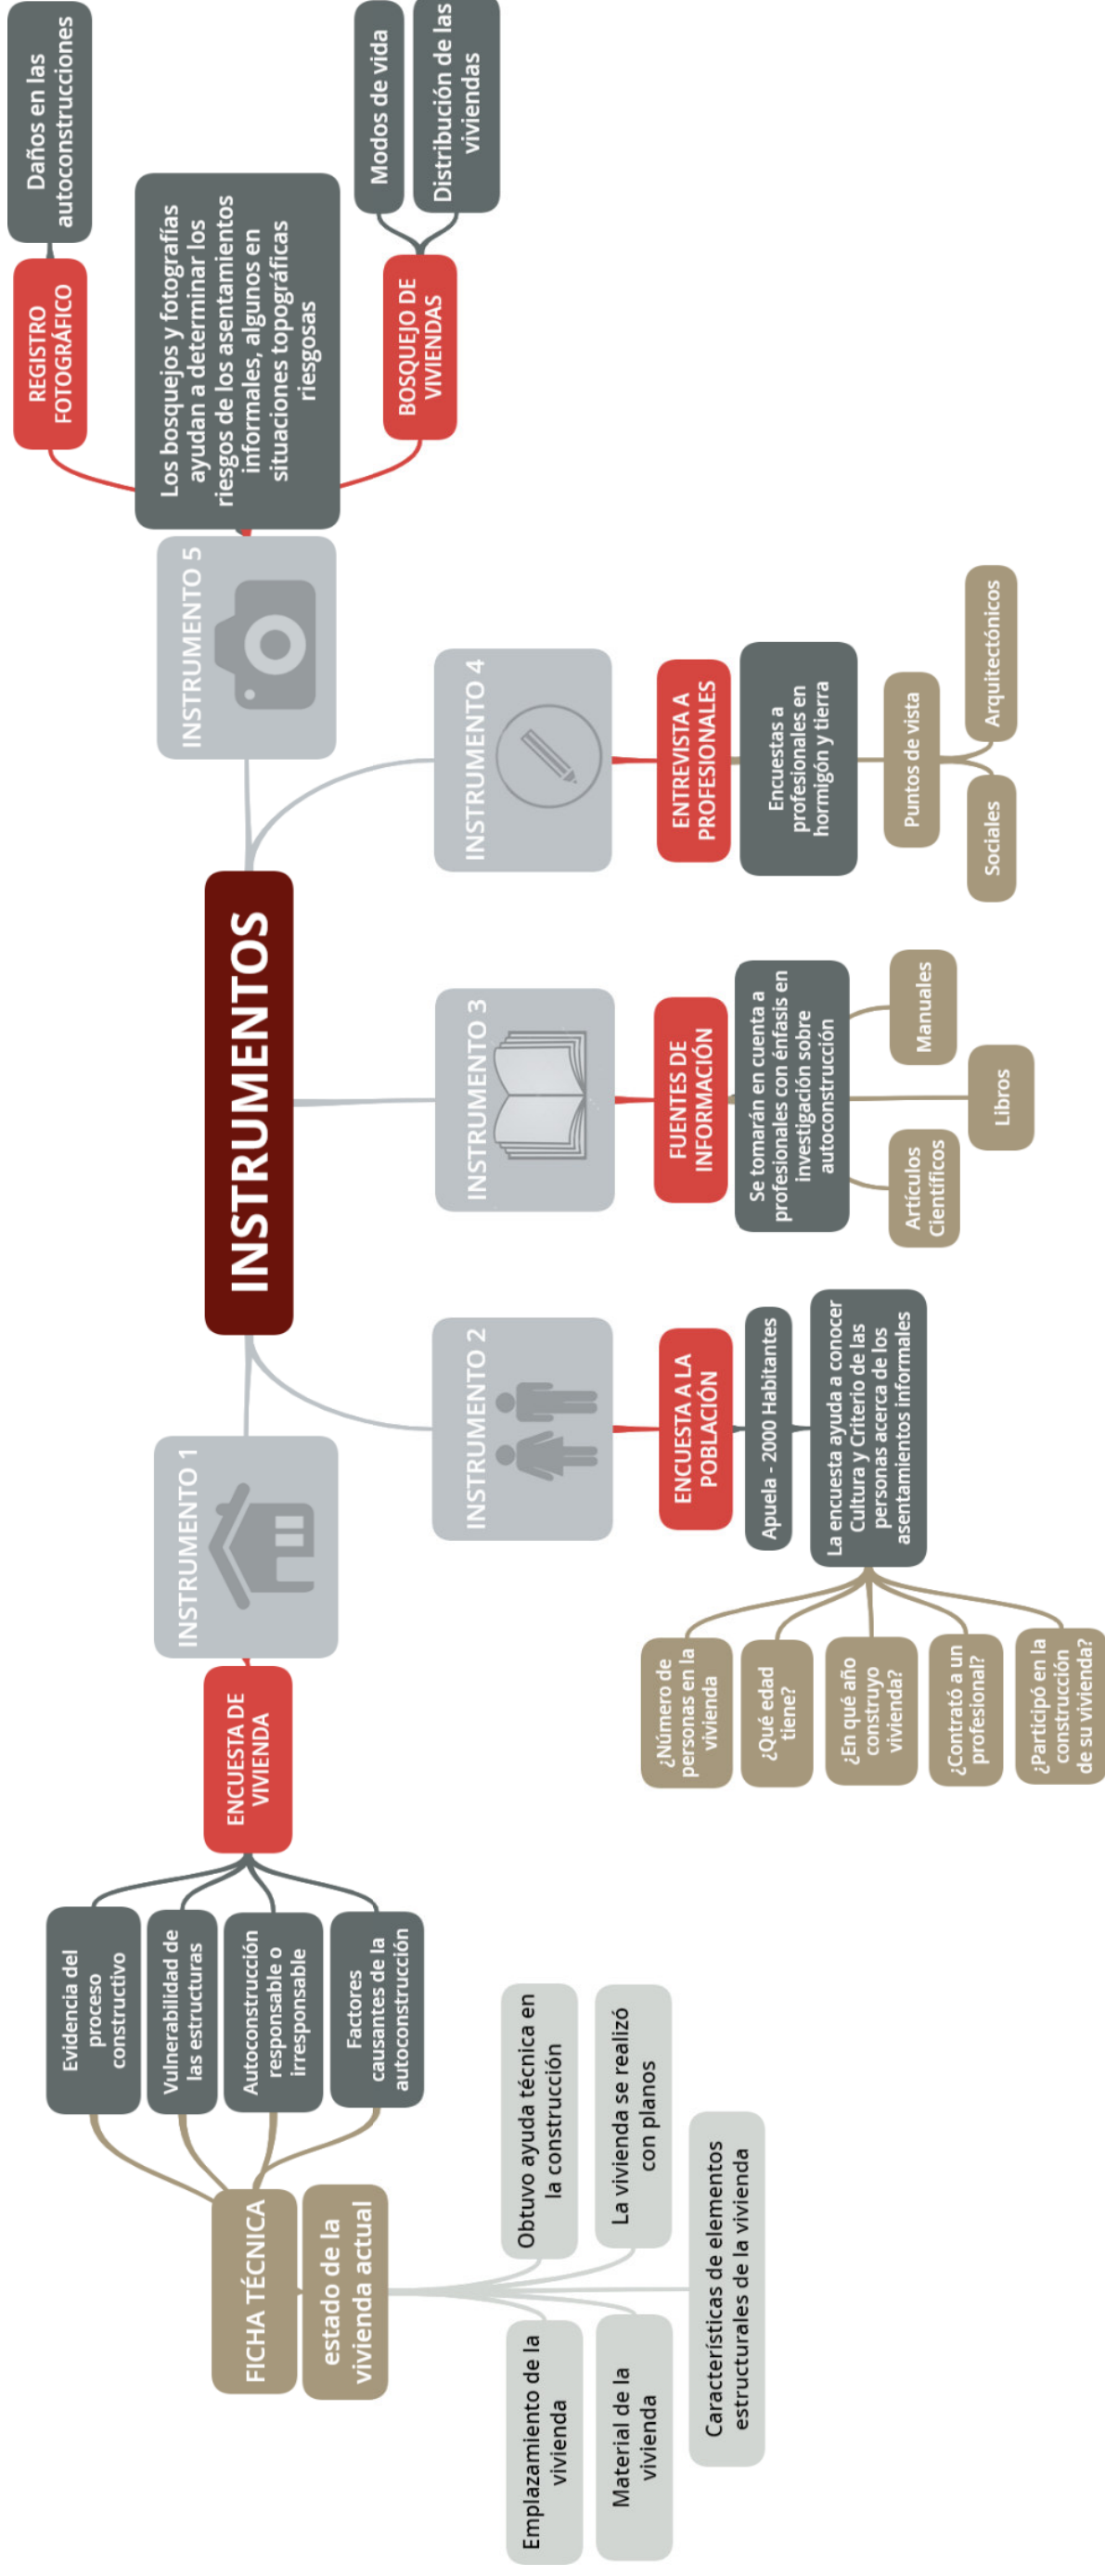 INSTRUMENTOS
INSTRUMENTO 1
ENCUESTA DE
VIVIENDA
Evidencia del
proceso
constructivo
Vulnerabilidad de
las estructuras
Autoconstrucción
responsable o
irresponsable
Factores
causantes de la
autoconstrucción
FICHA TÉCNICA
estado de la
vivienda actual
Emplazamiento de la
vivienda
Obtuvo ayuda técnica en
la construcción
Material de la
vivienda
La vivienda se realizó
con planos
Características de elementos
estructurales de la vivienda
INSTRUMENTO 2
ENCUESTA A LA
POBLACIÓN
Apuela - 2000 Habitantes
La encuesta ayuda a conocer
Cultura y Criterio de las
personas acerca de los
asentamientos informales
¿Número de
personas en la
vivienda
¿Qué edad
tiene?
¿En qué año
construyo
vivienda?
¿Contrató a un
profesional?
¿Participó en la
construcción
de su vivienda?
INSTRUMENTO 3
FUENTES DE
INFORMACIÓN
Se tomarán en cuenta a
profesionales con énfasis en
investigación sobre
autoconstrucción
Artículos
Científicos
Manuales
Libros
INSTRUMENTO 4
ENTREVISTA A
PROFESIONALES
Encuestas a
profesionales en
hormigón y tierra
Puntos de vista
Sociales
Arquitectónicos
INSTRUMENTO 5
REGISTRO
FOTOGRÁFICO
Daños en las
autoconstrucciones
Los bosquejos y fotografías
ayudan a determinar los
riesgos de los asentamientos
informales, algunos en
situaciones topográficas
riesgosas
BOSQUEJO DE
VIVIENDAS
Modos de vida
Distribución de las
viviendas